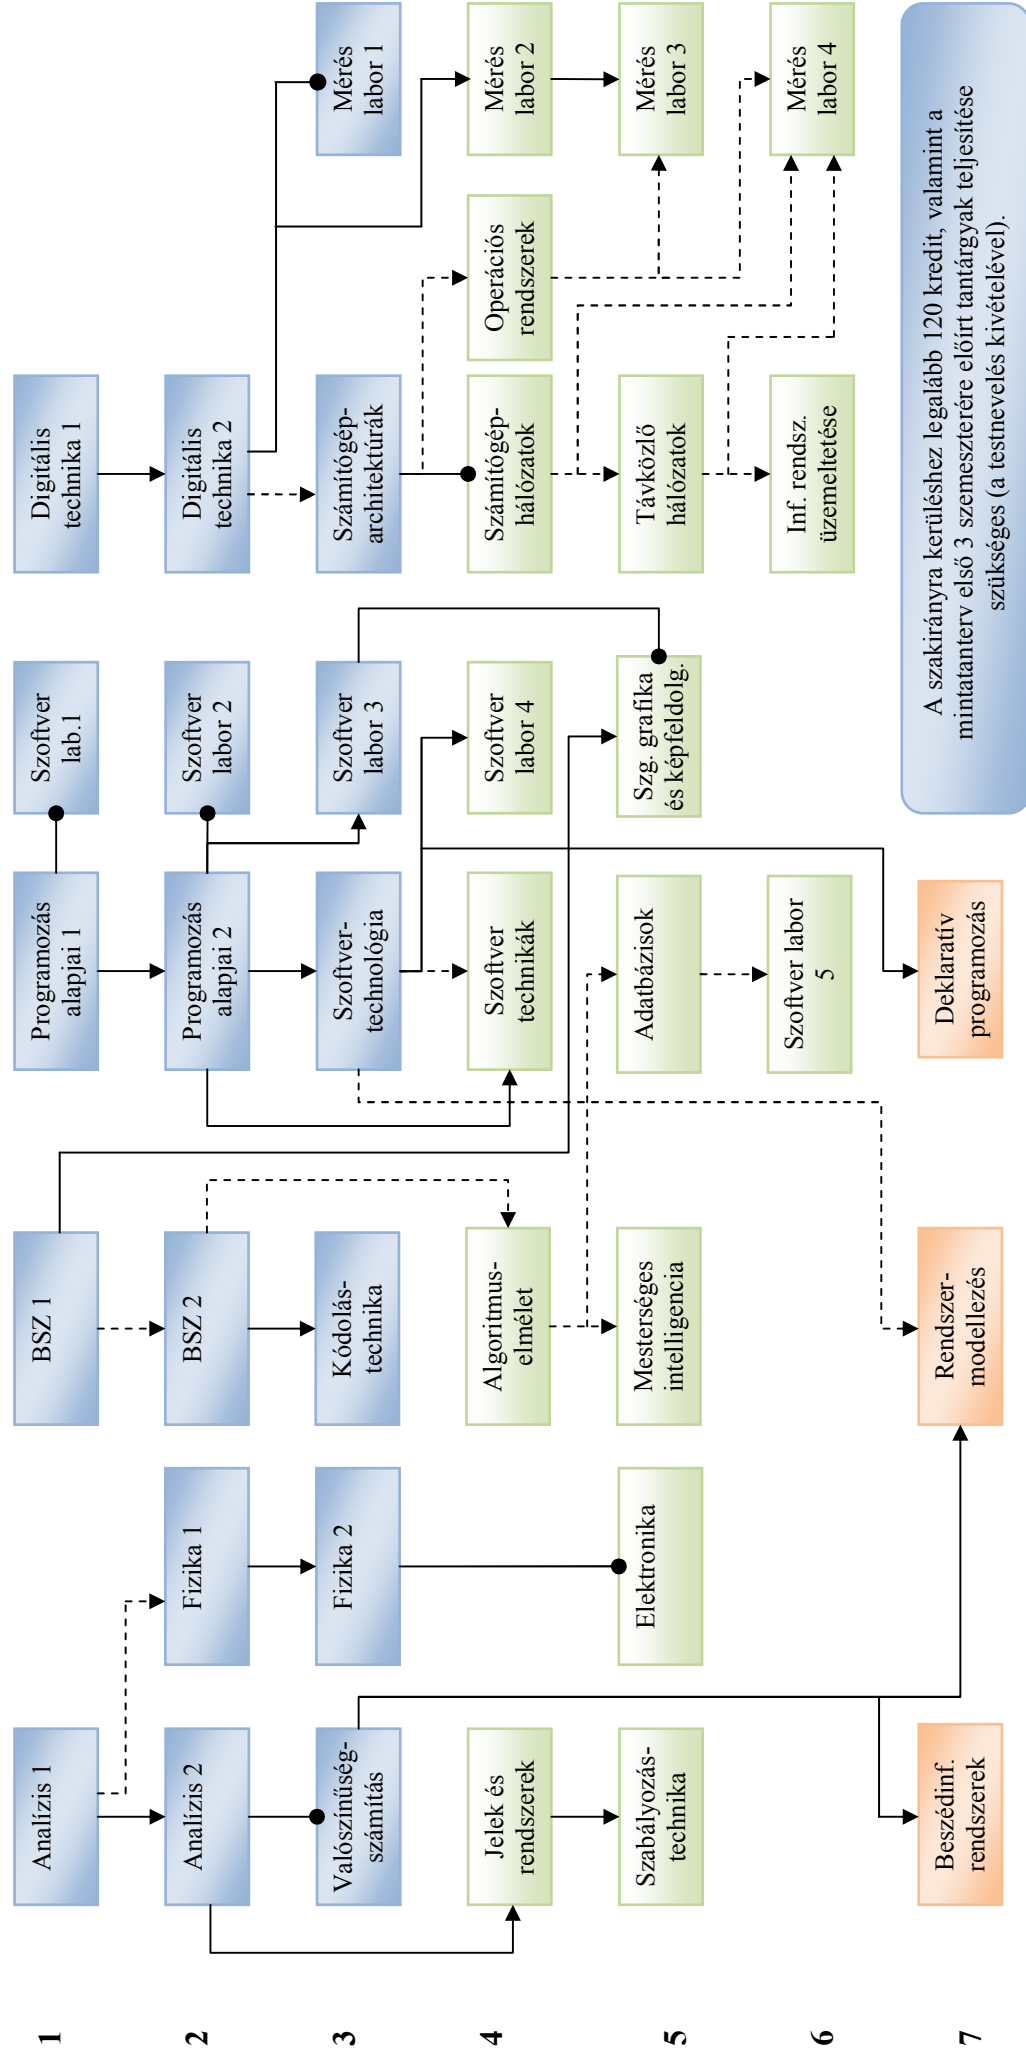 1
Analízis 1
BSZ 1
Programozás
alapjai 1
Szoftver
lab.1
Digitális
technika 1
2
Analízis 2
Fizika 1
BSZ 2
Programozás
alapjai 2
Szoftver
labor 2
Digitális
technika 2
3
Valószínűség-
számítás
Fizika 2
Kódolás-
technika
Szoftver-
technológia
Szoftver
labor 3
Számítógép-
architektúrák
Mérés
labor 1
4
Jelek és
rendszerek
Algoritmus-
elmélet
Szoftver
technikák
Szoftver
labor 4
Számítógép-
hálózatok
Operációs
rendszerek
Mérés
labor 2
5
Szabályozás-
technika
Elektronika
Mesterséges
intelligencia
Adatbázisok
Szg. grafika
és képfeldolg.
Távközlő
hálózatok
Mérés
labor 3
6
Szoftver labor
5
Inf. rendsz.
üzemeltetése
Mérés
labor 4
7
Beszédinf.
rendszerek
Rendszer-
modellezés
Deklaratív
programozás
A szakirányra kerüléshez legalább 120 kredit, valamint a
mintatanterv első 3 szemeszterére előírt tantárgyak teljesítése
szükséges (a testnevelés kivételével).